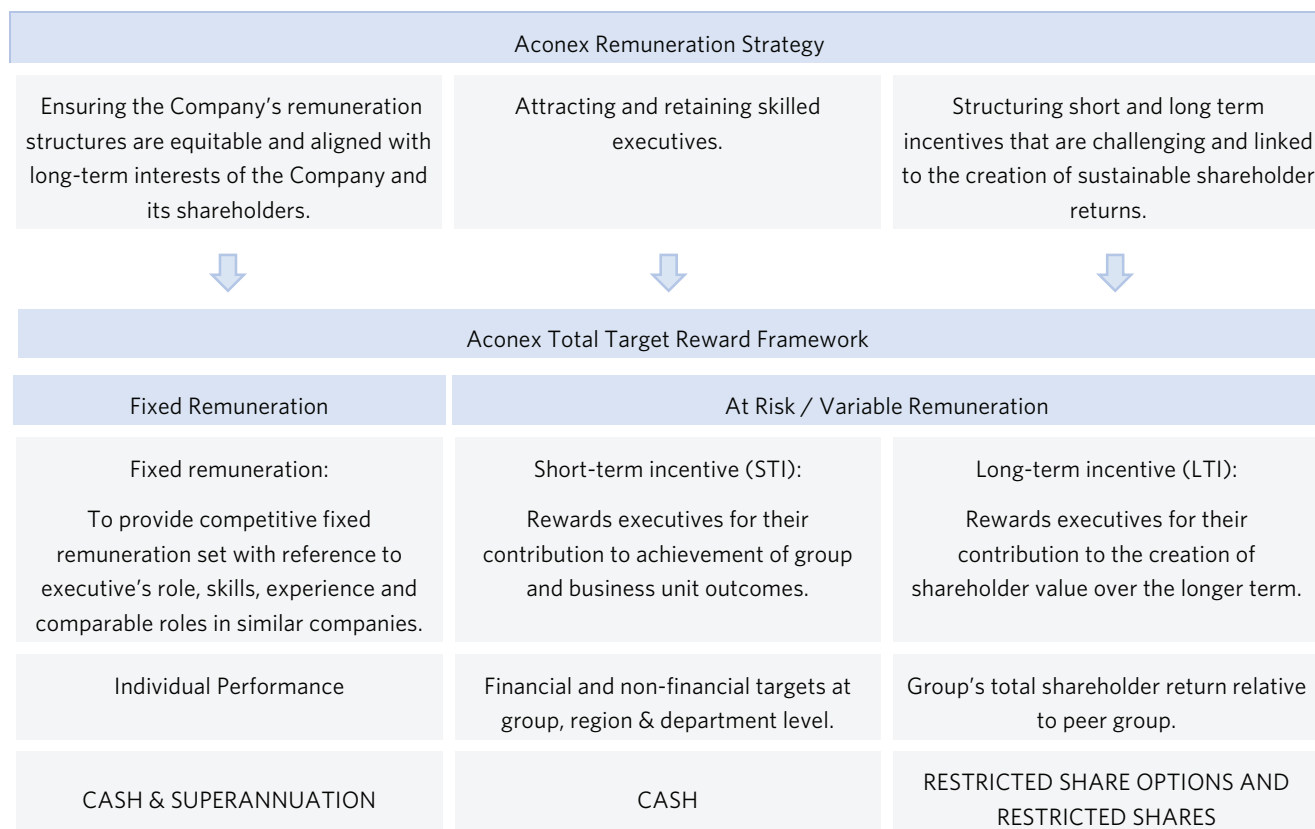 Aconex Remuneration Strategy
Ensuring the Company's remuneration
structures are equitable and aligned with
long-term interests of the Company and
its shareholders.
Attracting and retaining skilled
executives.
Structuring short and long term
incentives that are challenging and linked
to the creation of sustainable shareholder
returns.
Aconex Total Target Reward Framework
Fixed Remuneration
At Risk / Variable Remuneration
Fixed remuneration:
To provide competitive fixed
remuneration set with reference to
executive's role, skills, experience and
comparable roles in similar companies.
Short-term incentive (STI):
Rewards executives for their
contribution to achievement of group
and business unit outcomes.
Long-term incentive (LTI):
Rewards executives for their
contribution to the creation of
shareholder value over the longer term.
Individual Performance
Financial and non-financial targets at
group, region & department level.
Group's total shareholder return relative
to peer group.
CASH & SUPERANNUATION
CASH
RESTRICTED SHARE OPTIONS AND
RESTRICTED SHARES